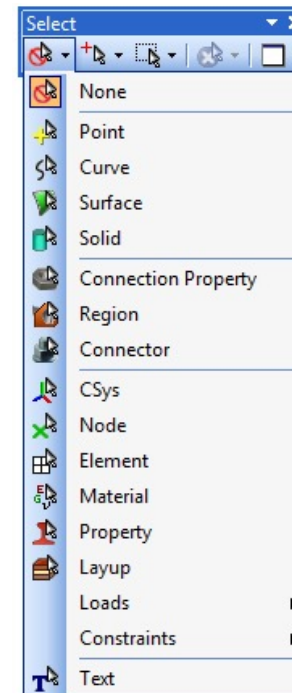 Select
None
Point
Curve
Surface
Solid
Connection Property
Region
Connector
CSys
Node
Element
Material
Property
Layup
Loads
Constraints
Text